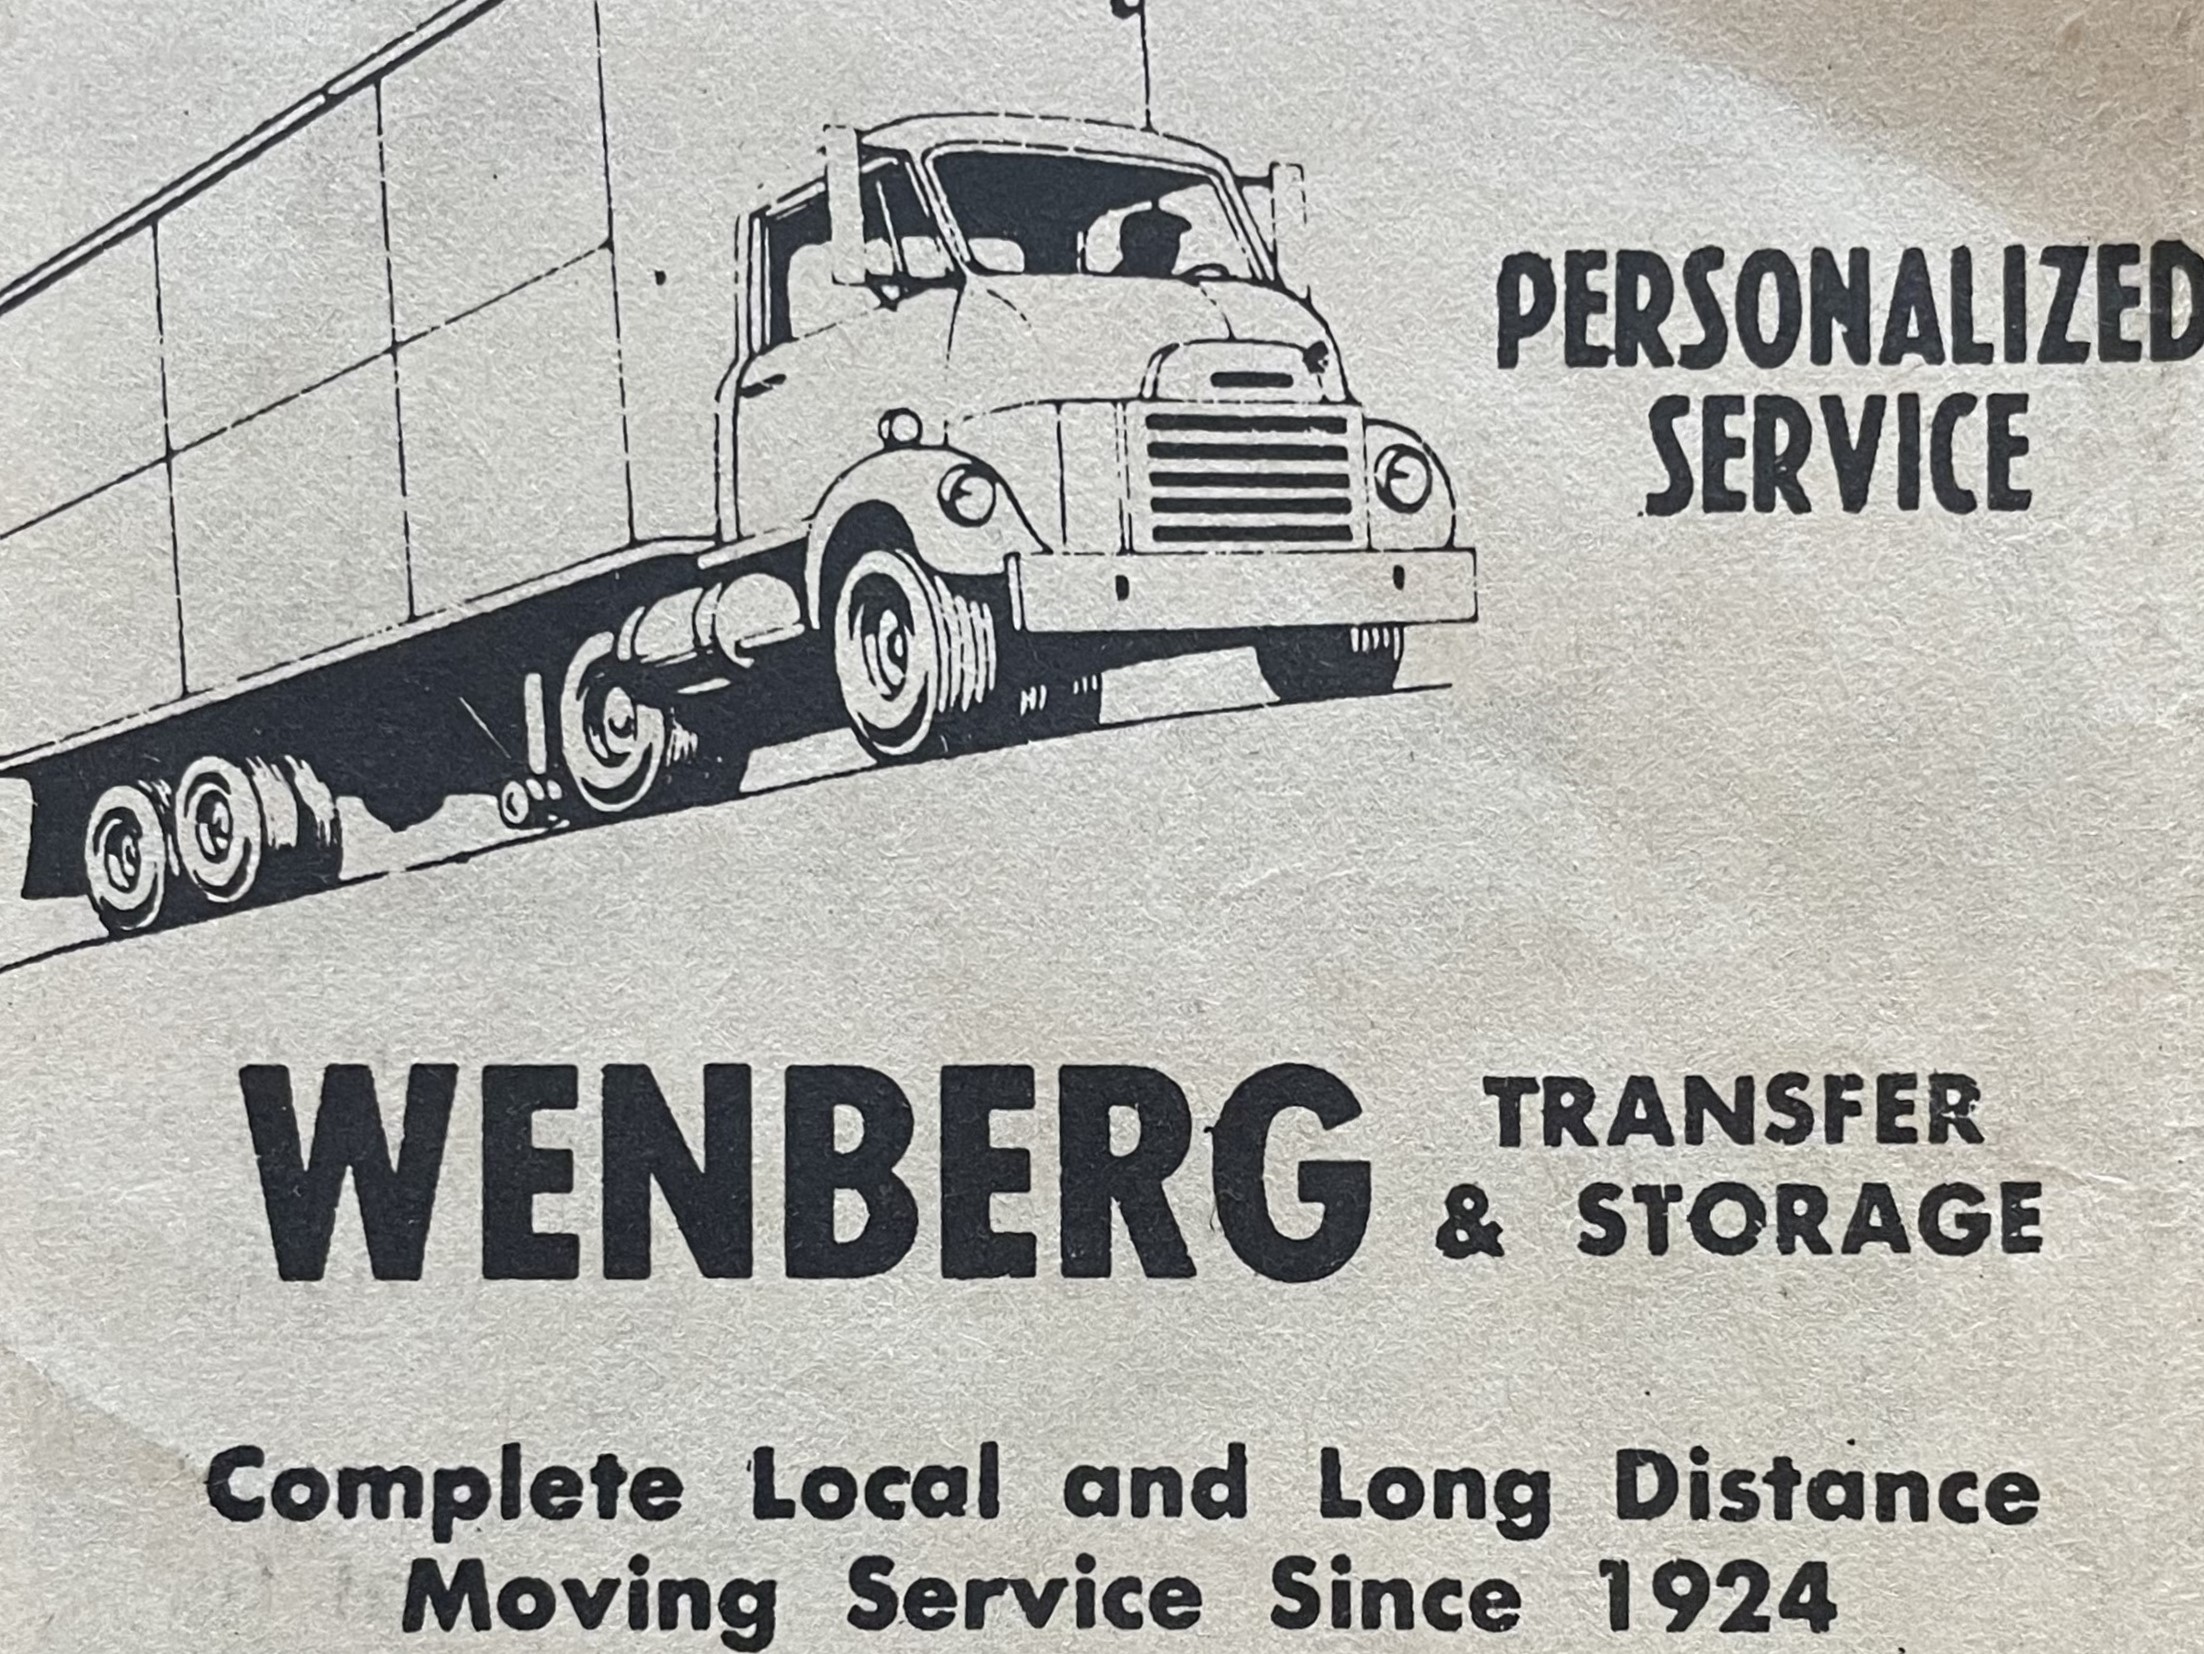 PERSONALIZED
SERVICE
WENBERG TRANSFER
& STORAGE
Complete Local and Long Distance
Moving Service Since 1924